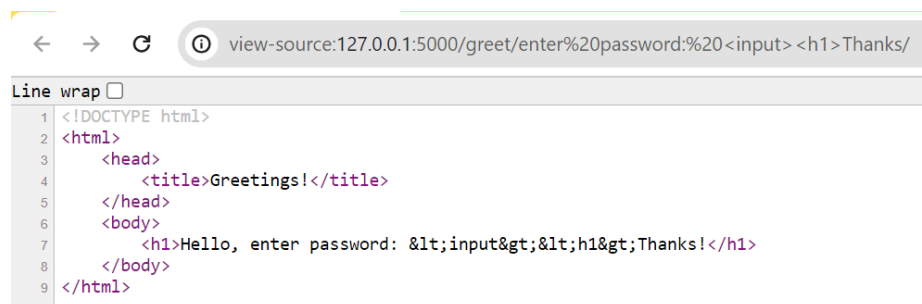 view-source:127.0.0.1:5000/greet/enter%20password:%20<input><h1>Thanks/
Line wrap
1 <!DOCTYPE html>
2 <html>
3     <head>
4         <title>Greetings!</title>
5     </head>
6     <body>
7         <h1>Hello, enter password: &lt;input&gt;&lt;h1&gt;Thanks!</h1>
8     </body>
9 </html>